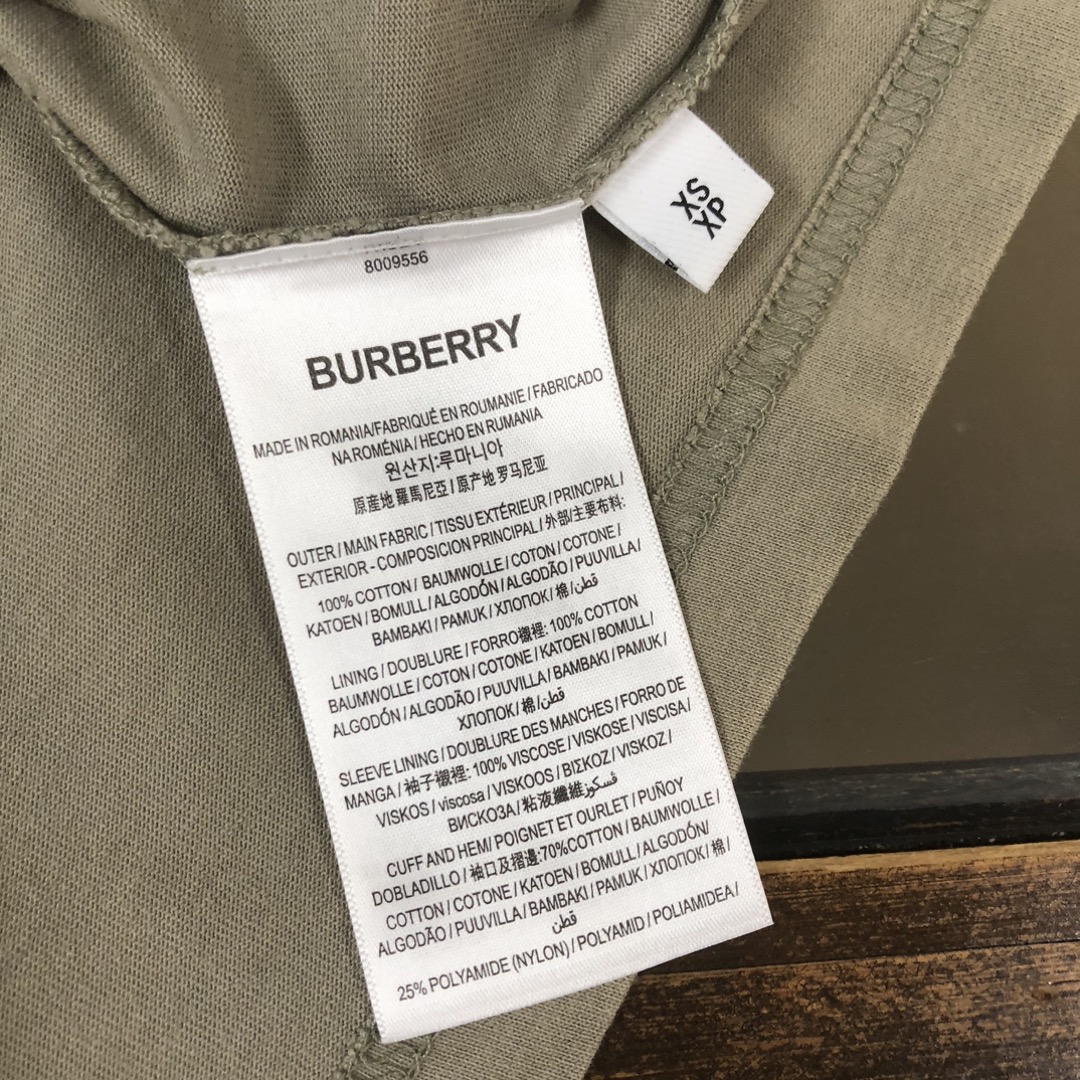 8009556
BURBERRY
MADE IN ROMANIA/FABRIQUÉ EN ROUMANIE / FABRICADO
NA ROMÉNIA / HECHO EN RUMANIA
원산지:루마니아
原産地 羅馬尼亞 / 原产地 罗马尼亚
OUTER / MAIN FABRIC / TISSU EXTÉRIEUR / PRINCIPAL /
EXTERIOR - COMPOSICION PRINCIPAL / 外部/主要布料:
100% COTTON / BAUMWOLLE / COTON / COTONE /
KATOEN / BOMULL / ALGODÓN / ALGODÃO / PUUVILLA /
BAMBAKI / PAMUK / ХЛОПОК / 棉 /قطن
LINING / DOUBLURE / FORRO襯裡: 100% COTTON
BAUMWOLLE / COTON / COTONE / KATOEN / BOMULL /
ALGODÓN / ALGODÃO / PUUVILLA / BAMBAKI / PAMUK /
ХЛОПОК / 棉/قطن
SLEEVE LINING / DOUBLURE DES MANCHES / FORRO DE
MANGA / 袖子襯裡: 100% VISCOSE / VISKOSE / VISCISA /
VISKOS / viscosa / VISKOOS / ΒΙΣΚΟΖ / VISKOZ /
ВИСКОЗА / 粘液纖維 /فسكوز
CUFF AND HEM / POIGNET ET OURLET / PUÑOY
DOBLADILLO / 袖口及摺邊:70%COTTON / BAUMWOLLE /
COTTON / COTONE / KATOEN / BOMULL / ALGODÓN/
ALGODÃO / PUUVILLA / BAMBAKI / PAMUK / ХЛОПОК / 棉/
قطن
25% POLYAMIDE (NYLON) / POLYAMID / POLIAMIDEA /
XS
XP